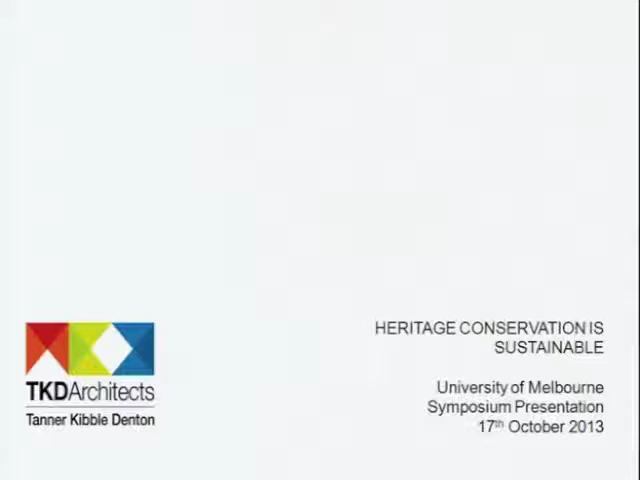 TKDArchitects
Tanner Kibble Denton
HERITAGE CONSERVATION IS
SUSTAINABLE
University of Melbourne
Symposium Presentation
17th October 2013